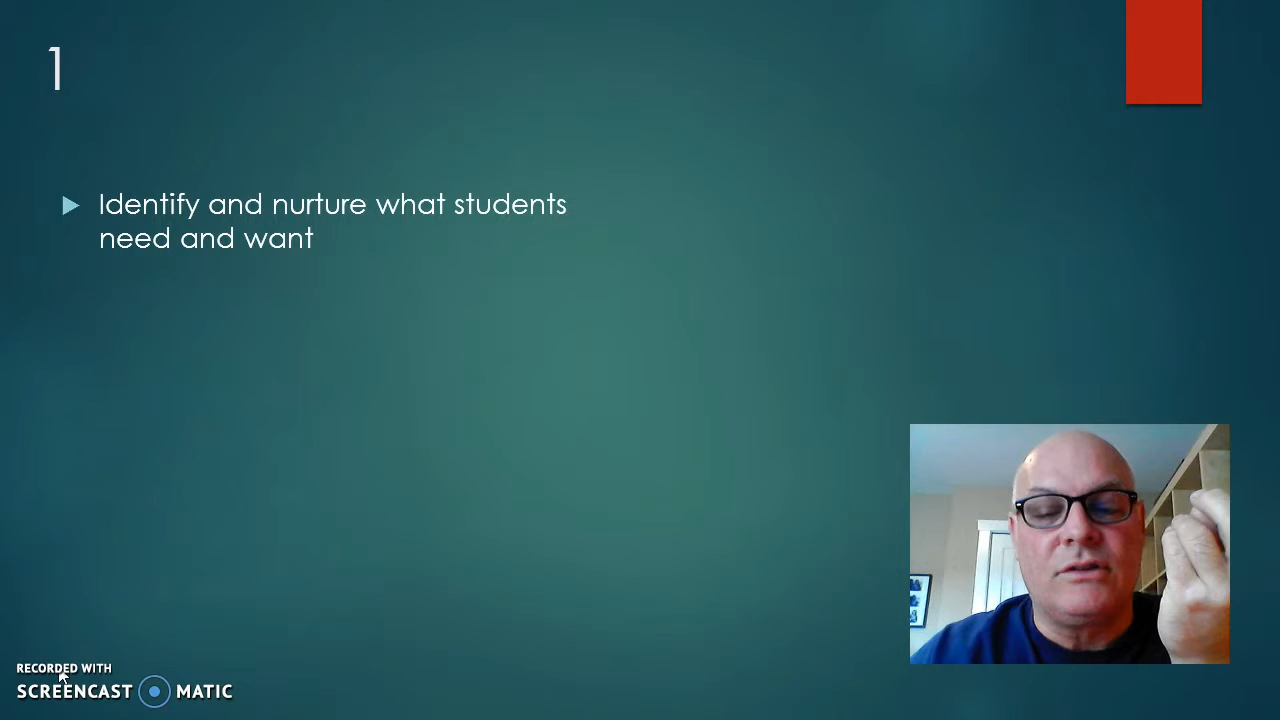 1
Identify and nurture what students
need and want
RECORDED WITH
SCREENCAST MATIC